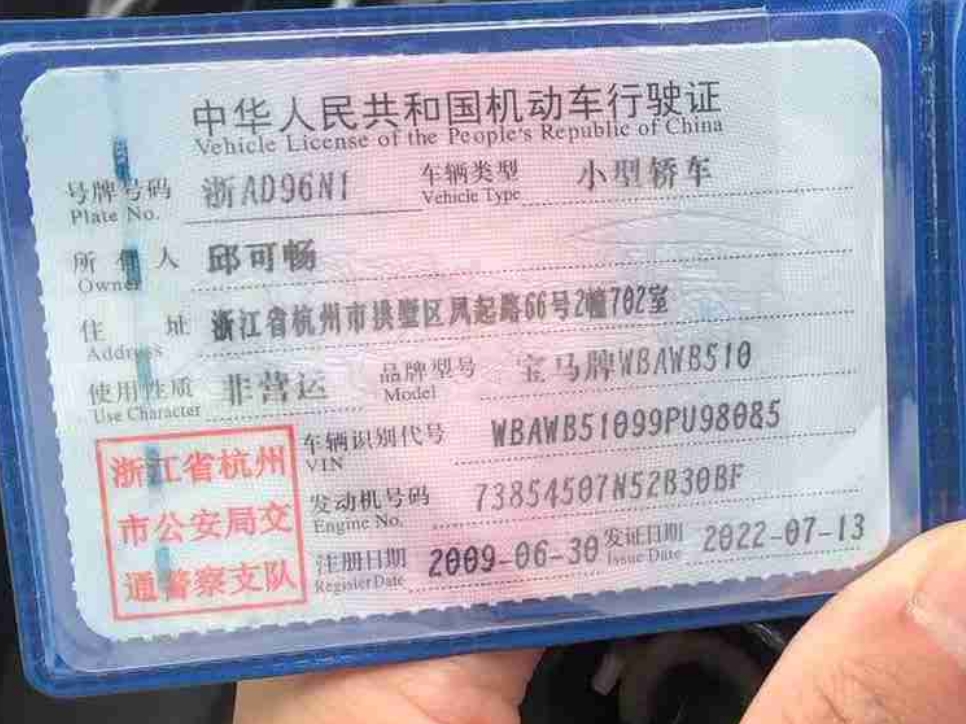 中华人民共和国机动车行驶证
Vehicle License of the People's Republic of China
号牌号码 浙AD96N1 车辆类型 小型轿车
Plate No. Vehicle Type
所有人 邱可畅
Owner
住址 浙江省杭州市拱墅区凤起路66号2幢702室
Address
使用性质 非营运 品牌型号 宝马牌WBAWB510
Use Character Model
车辆识别代号 WBAWB51099PU98085
VIN
发动机号码 73854507N52B30BF
Engine No.
注册日期 2009-06-30 发证日期 2022-07-13
Register Date Issue Date
浙江省杭州
市公安局交
通警察支队